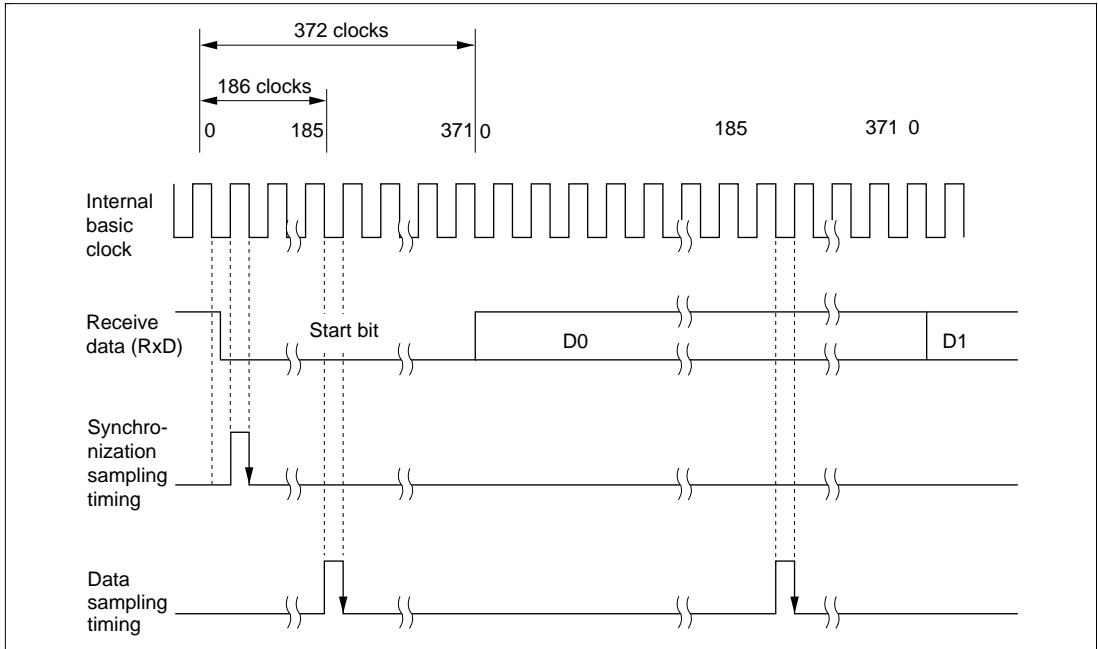 372 clocks
186 clocks
0 185 371 0 185 371 0
Internal
basic
clock
Receive
data (RxD)
Start bit
D0
D1
Synchro-
nization
sampling
timing
Data
sampling
timing